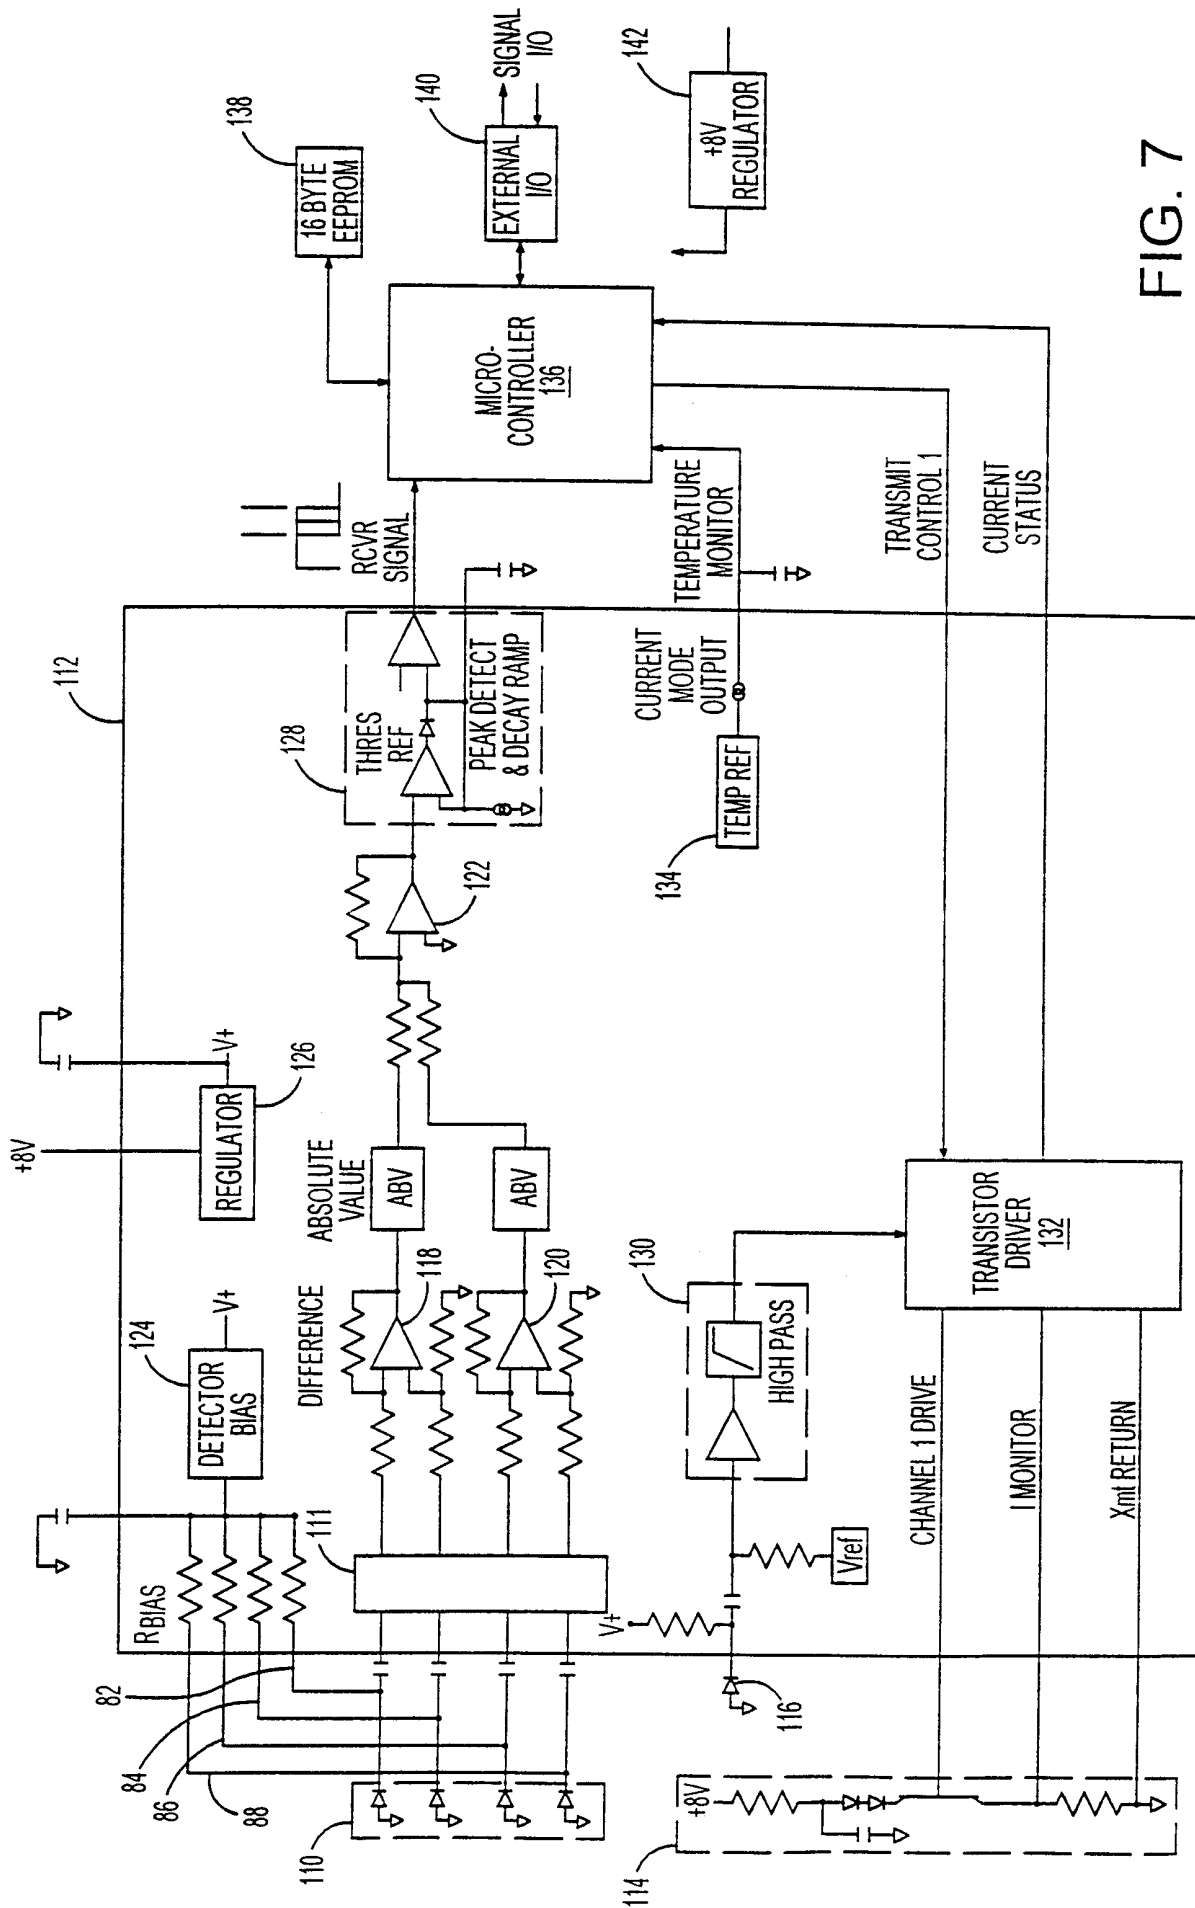 138
16 BYTE
EEPROM
140
EXTERNAL
I/O
SIGNAL
I/O
142
+8V
REGULATOR
FIG. 7
MICRO-
CONTROLLER
136
RCVR
SIGNAL
TEMPERATURE
MONITOR
TRANSMIT
CONTROL 1
CURRENT
STATUS
112
128
THRES
REF
PEAK DETECT
& DECAY RAMP
CURRENT
MODE
OUTPUT
TEMP REF
134
122
+8V
V+
REGULATOR
126
ABSOLUTE
VALUE
ABV
ABV
DIFFERENCE
118
120
124
V+
DETECTOR
BIAS
130
HIGH PASS
TRANSISTOR
DRIVER
132
CHANNEL 1 DRIVE
I MONITOR
Xmt RETURN
RBIAS
111
V+
Vref
82
84
86
88
110
116
+8V
114